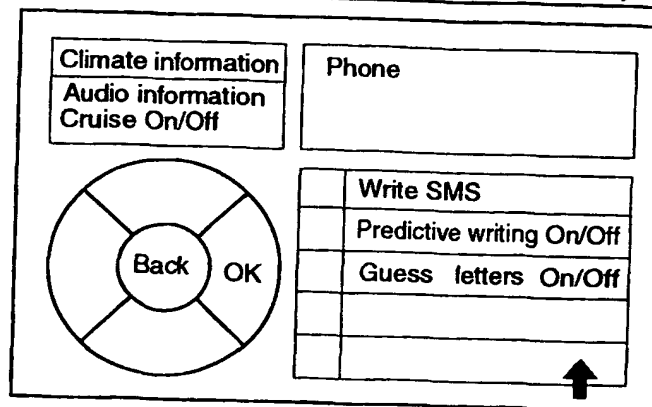 Climate information
Audio information
Cruise On/Off
Phone
Write SMS
Predictive writing On/Off
Guess letters On/Off
Back
OK